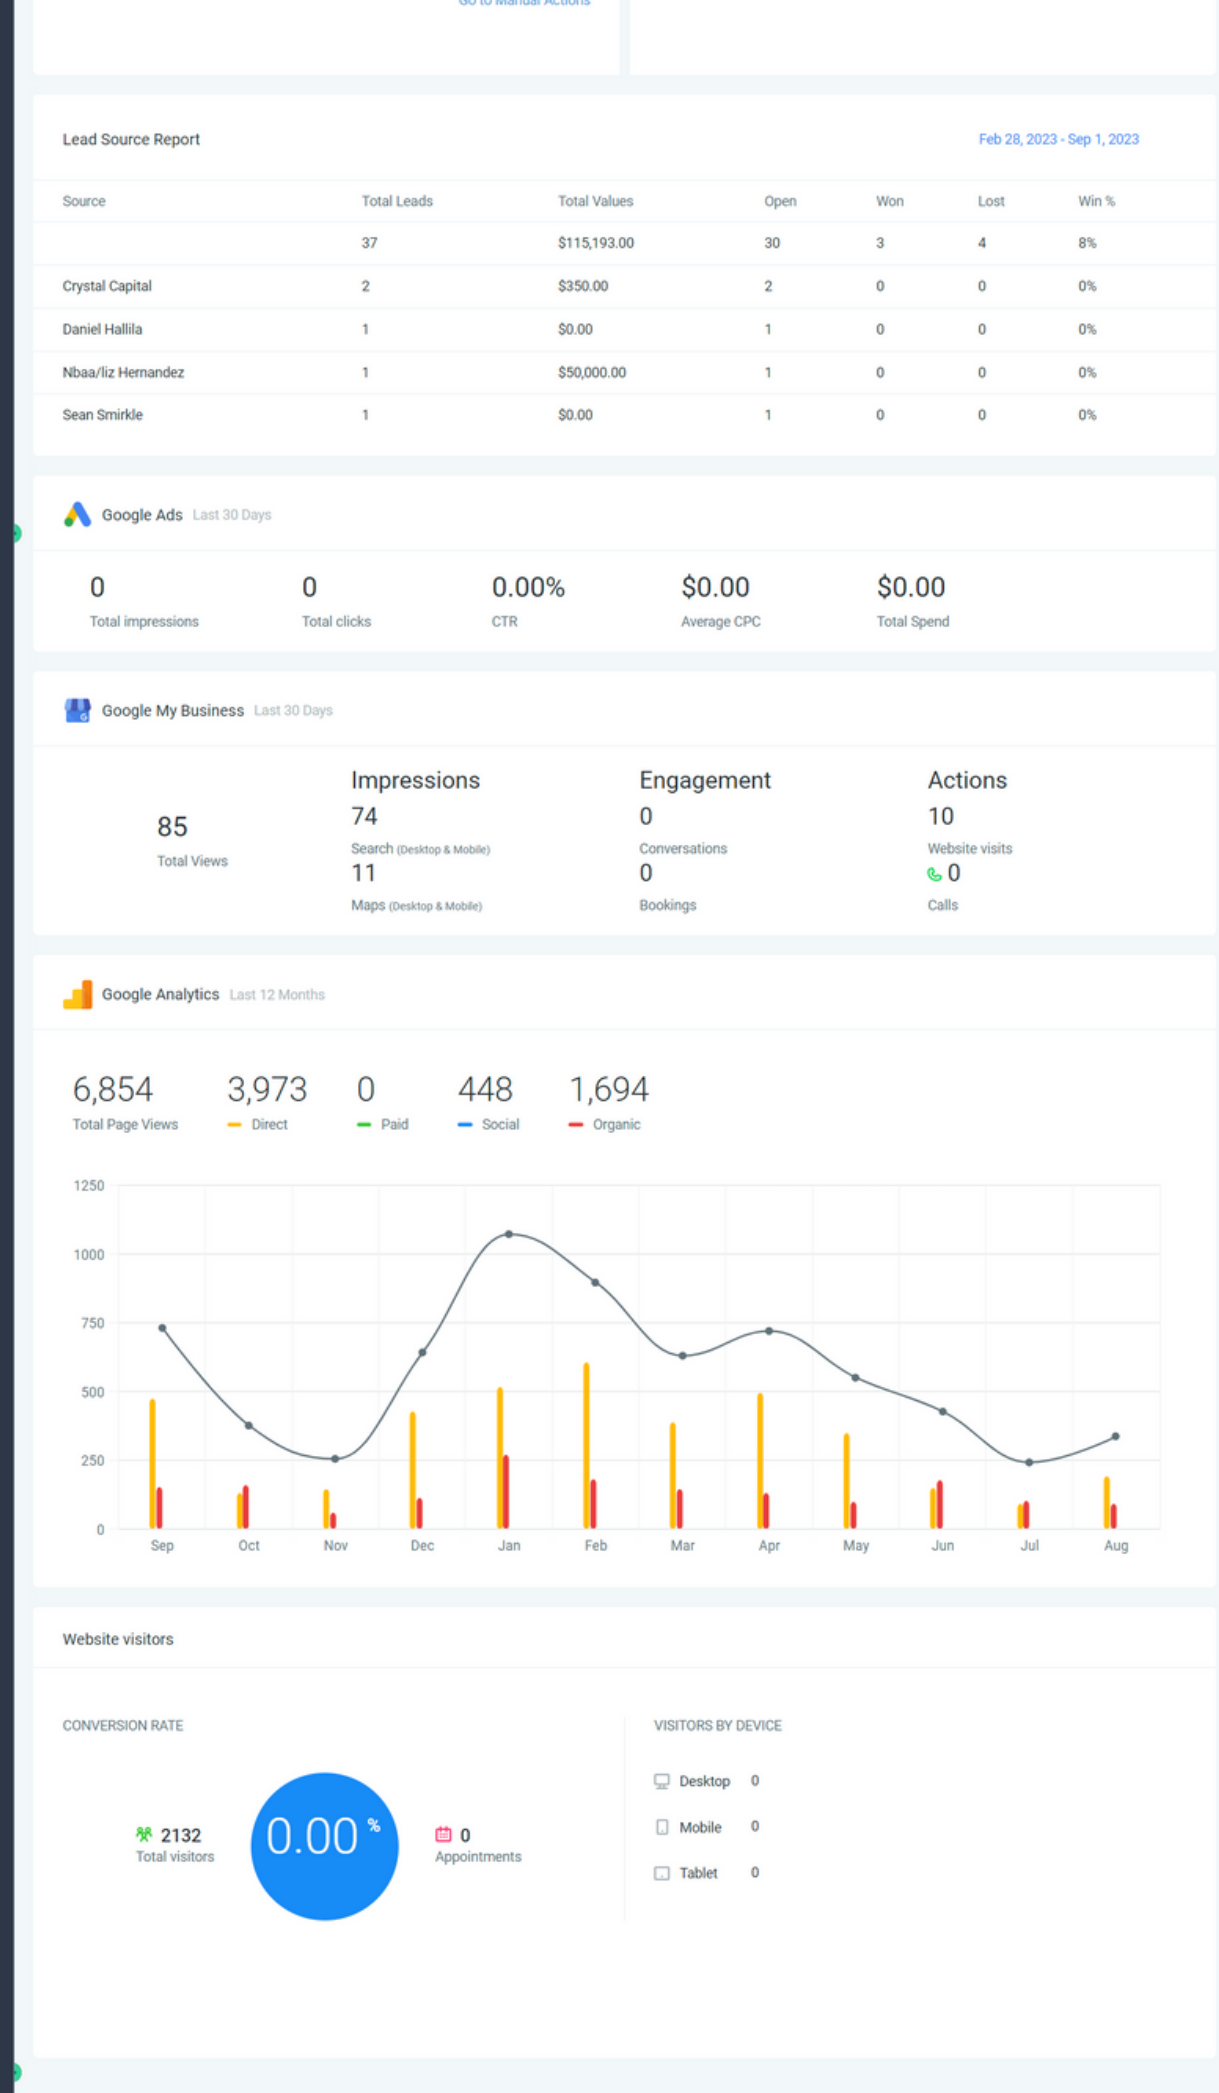 Go to Manual Actions
Lead Source Report
Feb 28, 2023 - Sep 1, 2023
Source Total Leads Total Values Open Won Lost Win %
37 $115,193.00 30 3 4 8%
Crystal Capital 2 $350.00 2 0 0 0%
Daniel Hallila 1 $0.00 1 0 0 0%
Nbaa/liz Hernandez 1 $50,000.00 1 0 0 0%
Sean Smirkle 1 $0.00 1 0 0 0%
Google Ads Last 30 Days
0 0 0.00% $0.00 $0.00
Total impressions Total clicks CTR Average CPC Total Spend
Google My Business Last 30 Days
85
Total Views
Impressions
74
Search (Desktop & Mobile)
11
Maps (Desktop & Mobile)
Engagement
0
Conversations
0
Bookings
Actions
10
Website visits
0
Calls
Google Analytics Last 12 Months
6,854 3,973 0 448 1,694
Total Page Views Direct Paid Social Organic
1250
1000
750
500
250
0
Sep Oct Nov Dec Jan Feb Mar Apr May Jun Jul Aug
Website visitors
CONVERSION RATE
2132
Total visitors
0.00 %
0
Appointments
VISITORS BY DEVICE
Desktop 0
Mobile 0
Tablet 0